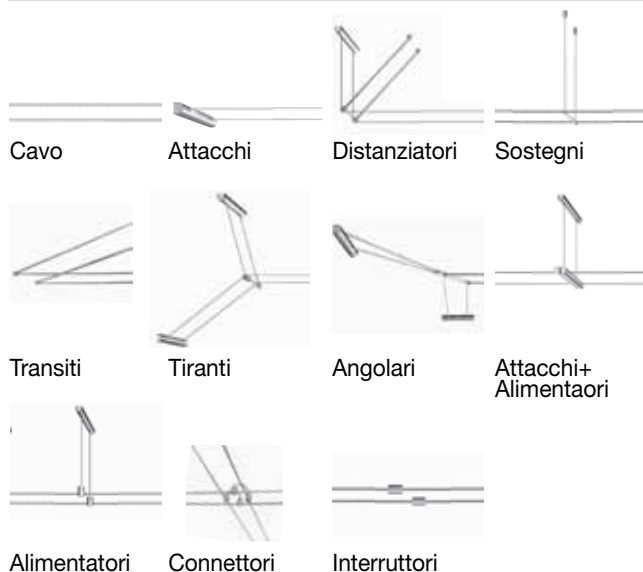 Cavo
Attacchi
Distanziatori
Sostegni
Transiti
Tiranti
Angolari
Attacchi+
Alimentaori
Alimentatori
Connettori
Interruttori